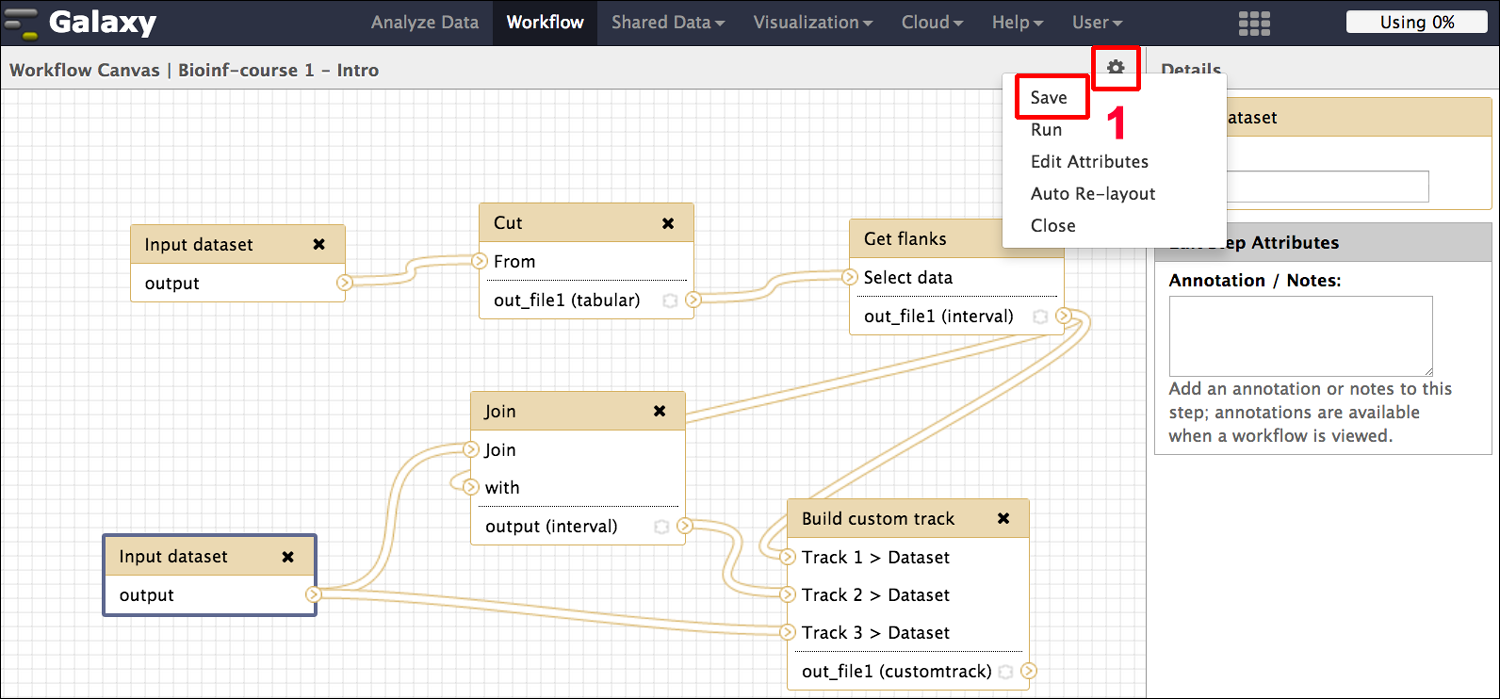 Galaxy
Analyze Data Workflow Shared Data Visualization Cloud Help User Using 0%
Workflow Canvas | Bioinf-course 1 - Intro
Details
Save
1
Run
Edit Attributes
Auto Re-layout
Close
ataset
Step Attributes
Annotation / Notes:
Add an annotation or notes to this
step; annotations are available
when a workflow is viewed.
Input dataset
output
Cut
From
out_file1 (tabular)
Get flanks
Select data
out_file1 (interval)
Join
Join
with
output (interval)
Input dataset
output
Build custom track
Track 1 > Dataset
Track 2 > Dataset
Track 3 > Dataset
out_file1 (customtrack)